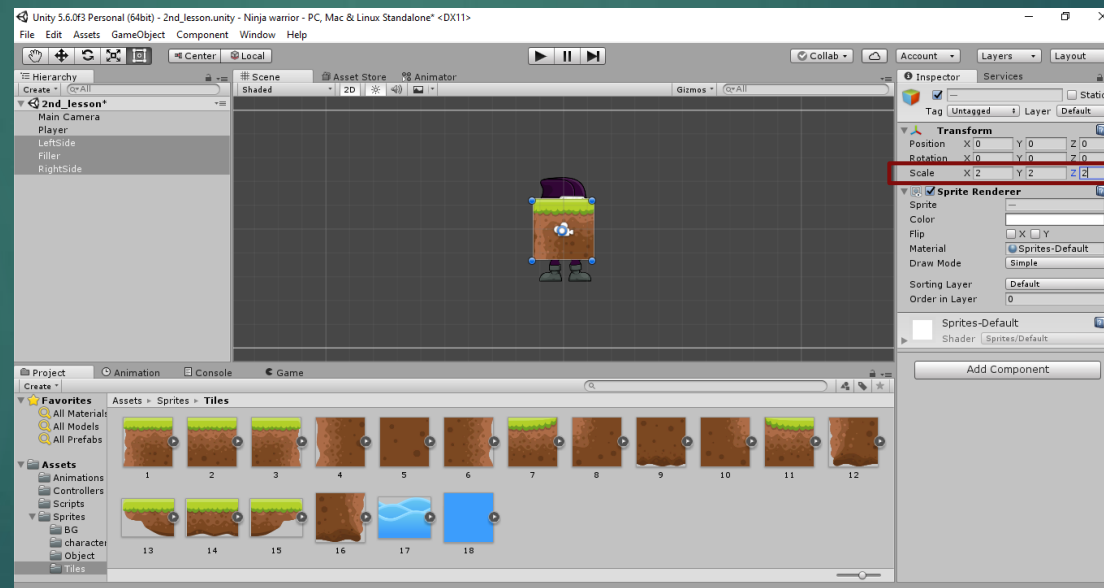 Unity 5.6.0f3 Personal (64bit) - 2nd_lesson.unity - Ninja warrior - PC, Mac & Linux Standalone* <DX11>
File Edit Assets GameObject Component Window Help
Center Local Collab Account Layers Layout
Hierarchy # Scene Asset Store Animator Inspector Services
Create All Shaded 2D Gizmos All Static
2nd_lesson*
Main Camera
Player
LeftSide
Filler
RightSide
Tag Untagged Layer Default
Transform
Position X 0 Y 0 Z 0
Rotation X 0 Y 0 Z 0
Scale X 2 Y 2 Z 2
Sprite Renderer
Sprite —
Color
Flip X Y
Material Sprites-Default
Draw Mode Simple
Sorting Layer Default
Order in Layer 0
Sprites-Default
Shader Sprites/Default
Add Component
Project Animation Console Game
Create
Favorites
All Materials
All Models
All Prefabs
Assets
Animations
Controllers
Scripts
Sprites
BG
character
Object
Tiles
Assets Sprites Tiles
1 2 3 4 5 6 7 8 9 10 11 12
13 14 15 16 17 18